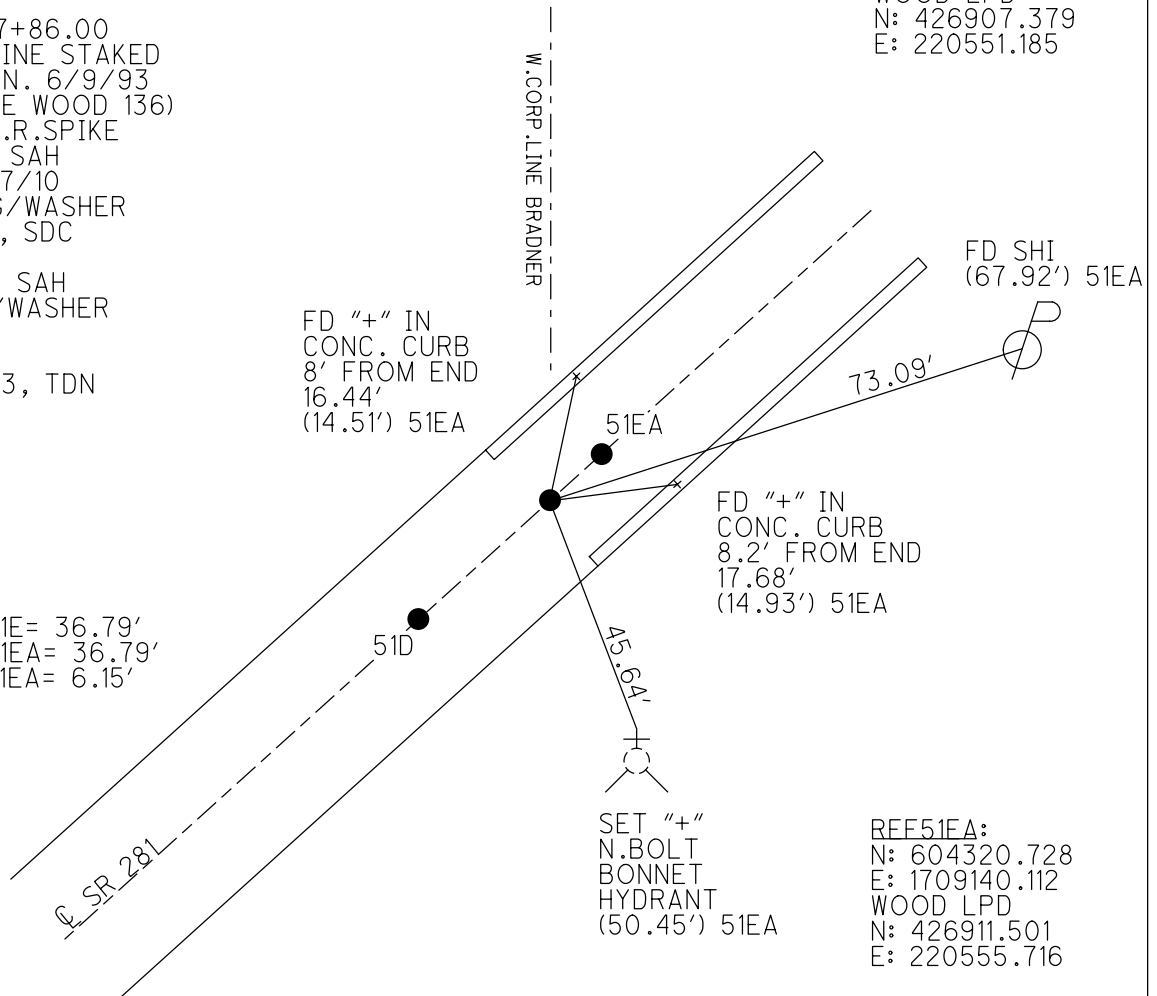 7+86.00
INE STAKED
N. 6/9/93
E WOOD 136)
.R.SPIKE
SAH
7/10
/WASHER
, SDC
SAH
/WASHER
3, TDN
1E= 36.79'
1EA= 36.79'
1EA= 6.15'
W.CORP.LINE BRADNER
WOOD LPD
N: 426907.379
E: 220551.185
FD SHI
(67.92') 51EA
FD "+" IN
CONC. CURB
8' FROM END
16.44'
(14.51') 51EA
73.09'
51EA
FD "+" IN
CONC. CURB
8.2' FROM END
17.68'
(14.93') 51EA
51D
45.64'
℄ SR 281
SET "+"
N.BOLT
BONNET
HYDRANT
(50.45') 51EA
REF51EA:
N: 604320.728
E: 1709140.112
WOOD LPD
N: 426911.501
E: 220555.716